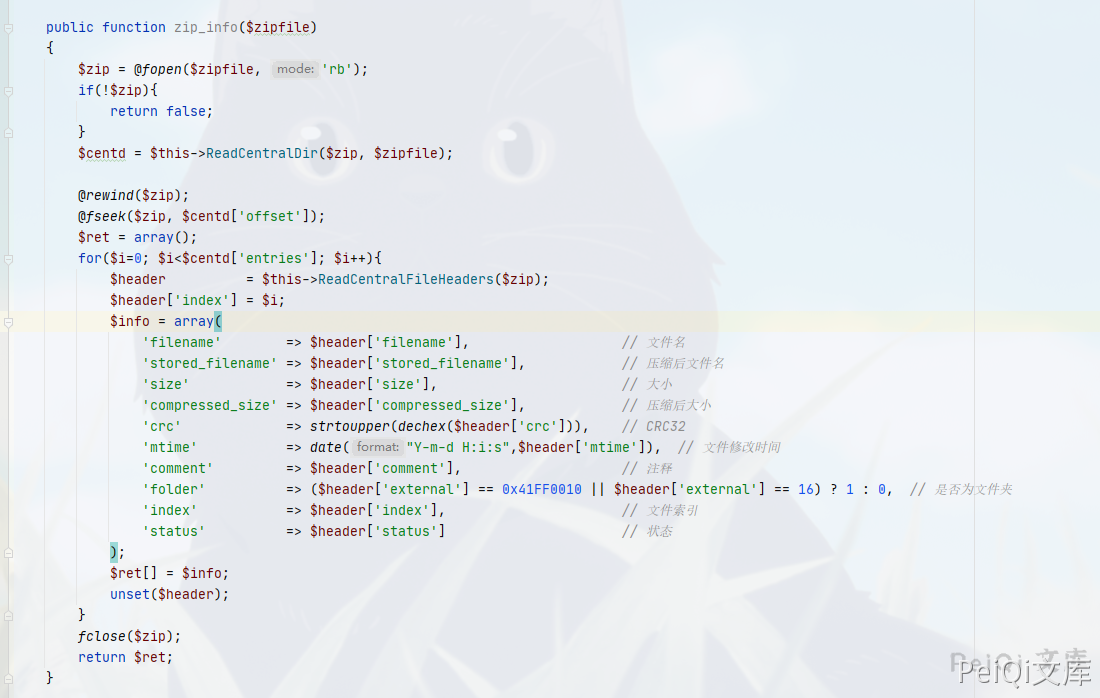 public function zip_info($zipfile)
{
    $zip = @fopen($zipfile, mode: 'rb');
    if(!$zip){
        return false;
    }
    $centd = $this->ReadCentralDir($zip, $zipfile);

    @rewind($zip);
    @fseek($zip, $centd['offset']);
    $ret = array();
    for($i=0; $i<$centd['entries']; $i++){
        $header          = $this->ReadCentralFileHeaders($zip);
        $header['index'] = $i;
        $info = array(
            'filename'        => $header['filename'],                   // 文件名
            'stored_filename' => $header['stored_filename'],            // 压缩后文件名
            'size'            => $header['size'],                       // 大小
            'compressed_size' => $header['compressed_size'],            // 压缩后大小
            'crc'             => strtoupper(dechex($header['crc'])),    // CRC32
            'mtime'           => date( format: "Y-m-d H:i:s",$header['mtime']),  // 文件修改时间
            'comment'         => $header['comment'],                    // 注释
            'folder'          => ($header['external'] == 0x41FF0010 || $header['external'] == 16) ? 1 : 0,  // 是否为文件夹
            'index'           => $header['index'],                      // 文件索引
            'status'          => $header['status']                      // 状态
        );
        $ret[] = $info;
        unset($header);
    }
    fclose($zip);
    return $ret;
}
PeiQi 文库
PeiQi文库